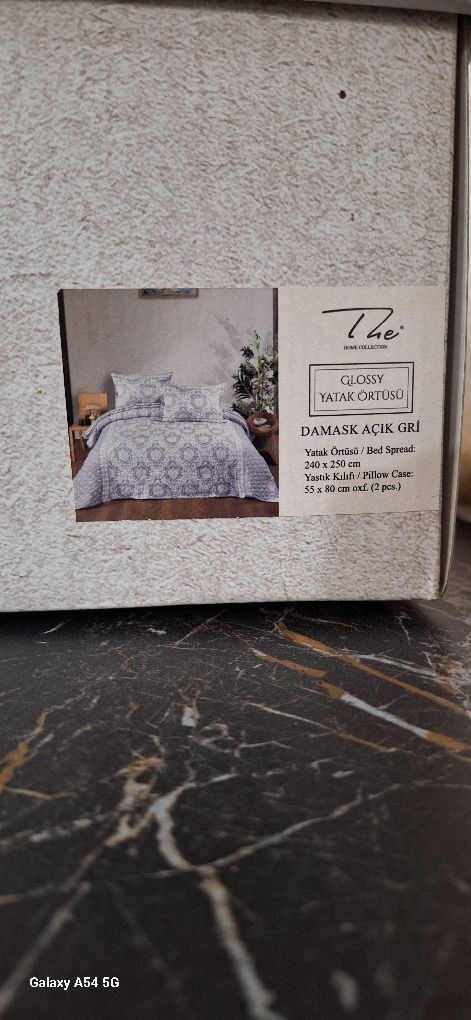 The®
HOME COLLECTION
GLOSSY
YATAK ÖRTÜSÜ
DAMASK AÇIK GRİ
Yatak Örtüsü / Bed Spread:
240 x 250 cm
Yastık Kılıfı / Pillow Case:
55 x 80 cm oxf. (2 pcs.)
Galaxy A54 5G